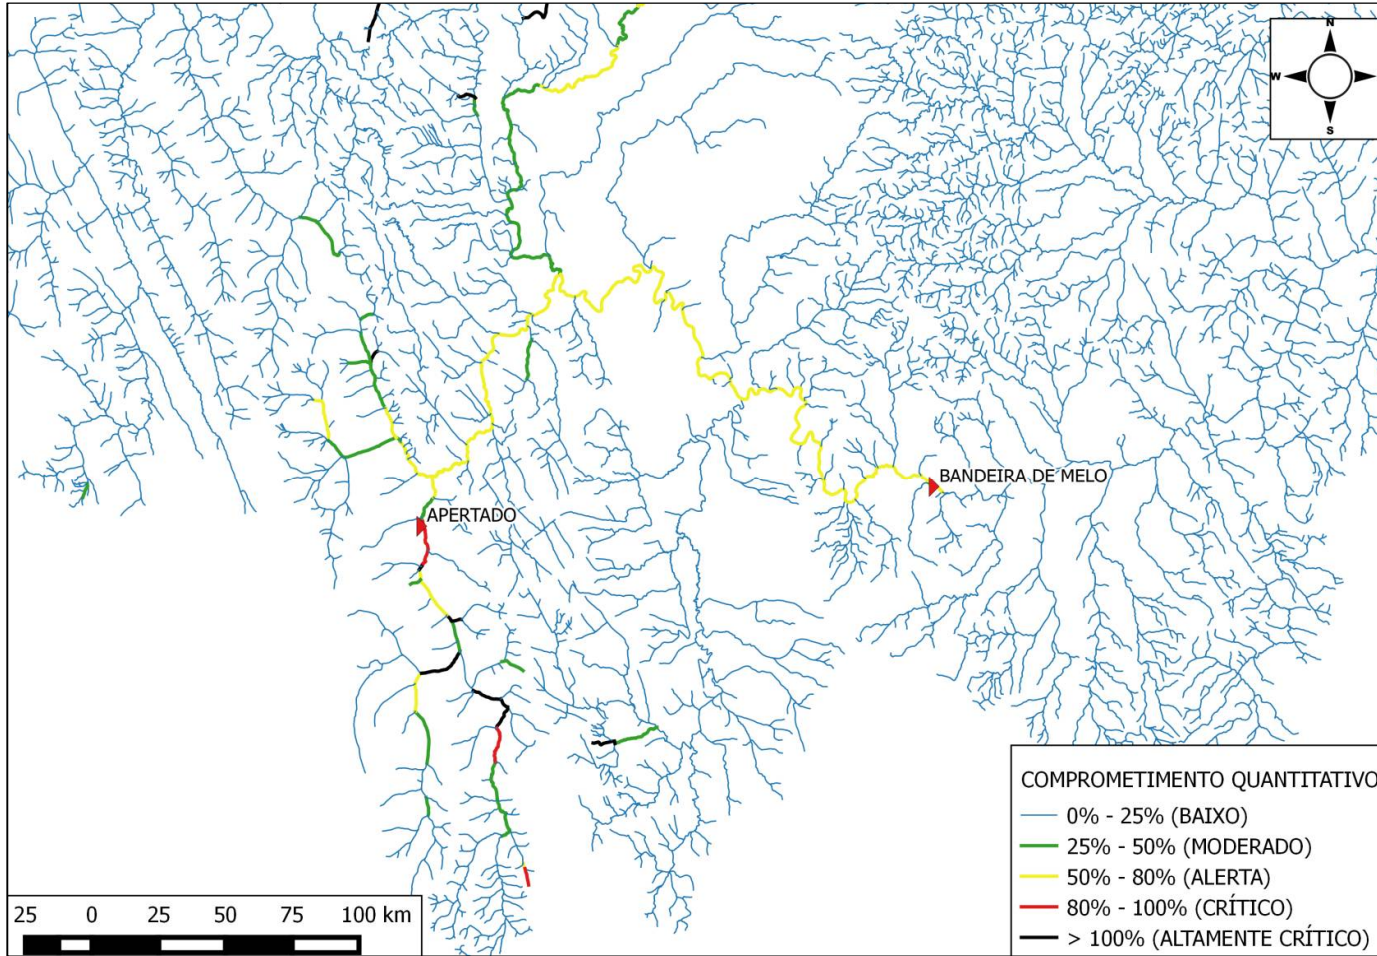 N
W
S
BANDEIRA DE MELO
APERTADO
COMPROMETIMENTO QUANTITATIVO
0% - 25% (BAIXO)
25% - 50% (MODERADO)
50% - 80% (ALERTA)
80% - 100% (CRÍTICO)
> 100% (ALTAMENTE CRÍTICO)
25 0 25 50 75 100 km